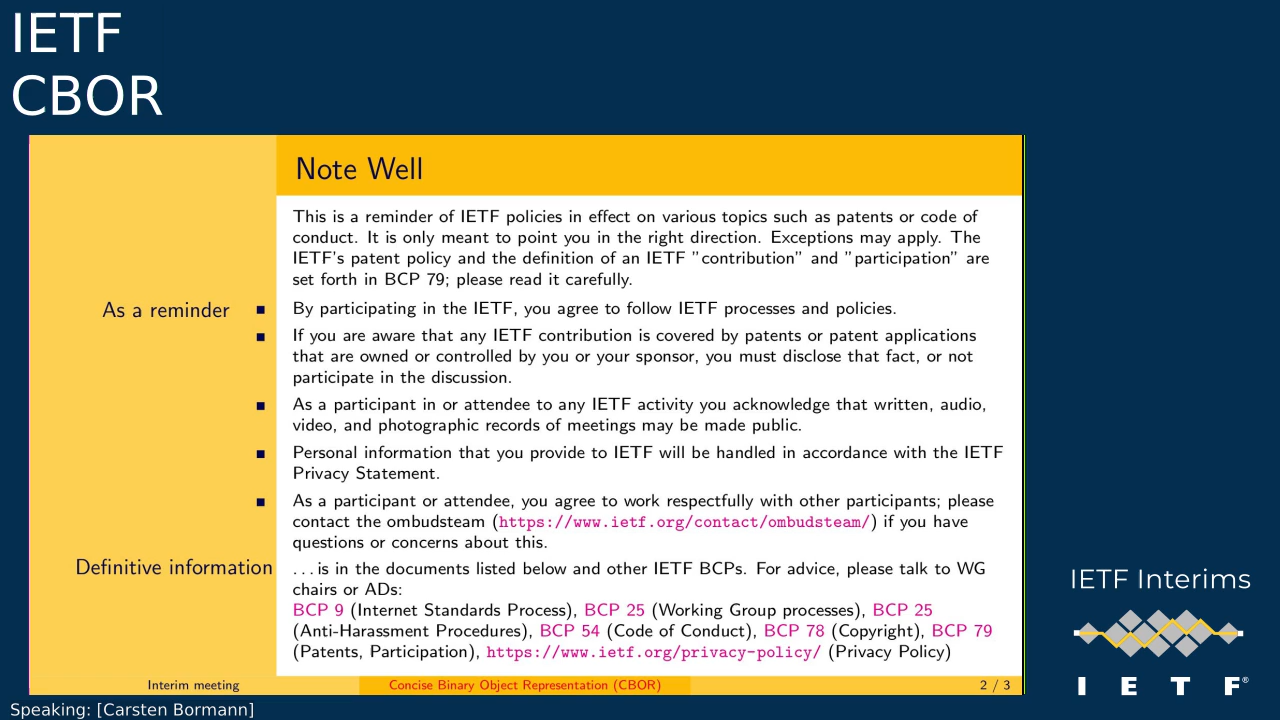 IETF
CBOR
Note Well
This is a reminder of IETF policies in effect on various topics such as patents or code of
conduct. It is only meant to point you in the right direction. Exceptions may apply. The
IETF's patent policy and the definition of an IETF "contribution" and "participation" are
set forth in BCP 79; please read it carefully.
As a reminder ■ By participating in the IETF, you agree to follow IETF processes and policies.
■ If you are aware that any IETF contribution is covered by patents or patent applications
that are owned or controlled by you or your sponsor, you must disclose that fact, or not
participate in the discussion.
■ As a participant in or attendee to any IETF activity you acknowledge that written, audio,
video, and photographic records of meetings may be made public.
■ Personal information that you provide to IETF will be handled in accordance with the IETF
Privacy Statement.
■ As a participant or attendee, you agree to work respectfully with other participants; please
contact the ombudsteam (https://www.ietf.org/contact/ombudsteam/) if you have
questions or concerns about this.
Definitive information ...is in the documents listed below and other IETF BCPs. For advice, please talk to WG
chairs or ADs:
BCP 9 (Internet Standards Process), BCP 25 (Working Group processes), BCP 25
(Anti-Harassment Procedures), BCP 54 (Code of Conduct), BCP 78 (Copyright), BCP 79
(Patents, Participation), https://www.ietf.org/privacy-policy/ (Privacy Policy)
Interim meeting Concise Binary Object Representation (CBOR) 2 / 3
IETF Interims
I E T F®
Speaking: [Carsten Bormann]